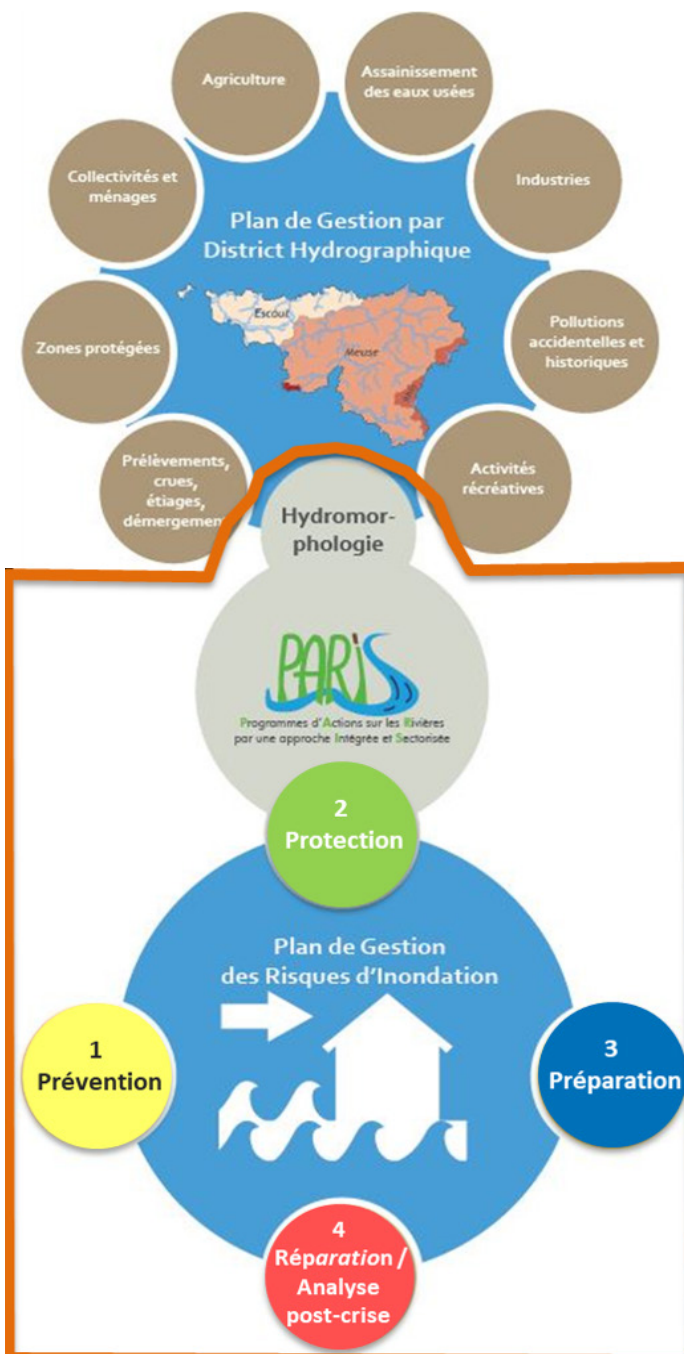 Agriculture
Assainissement
des eaux usées
Collectivités et
ménages
Industries
Plan de Gestion par
District Hydrographique
Escaut
Meuse
Zones protégées
Pollutions
accidentelles et
historiques
Prélèvements,
crues,
étiages,
démergement
Activités
récréatives
Hydromor-
phologie
PARIS
Programmes d'Actions sur les Rivières
par une approche Intégrée et Sectorisée
2
Protection
Plan de Gestion
des Risques d'Inondation
1
Prévention
3
Préparation
4
Réparation /
Analyse
post-crise